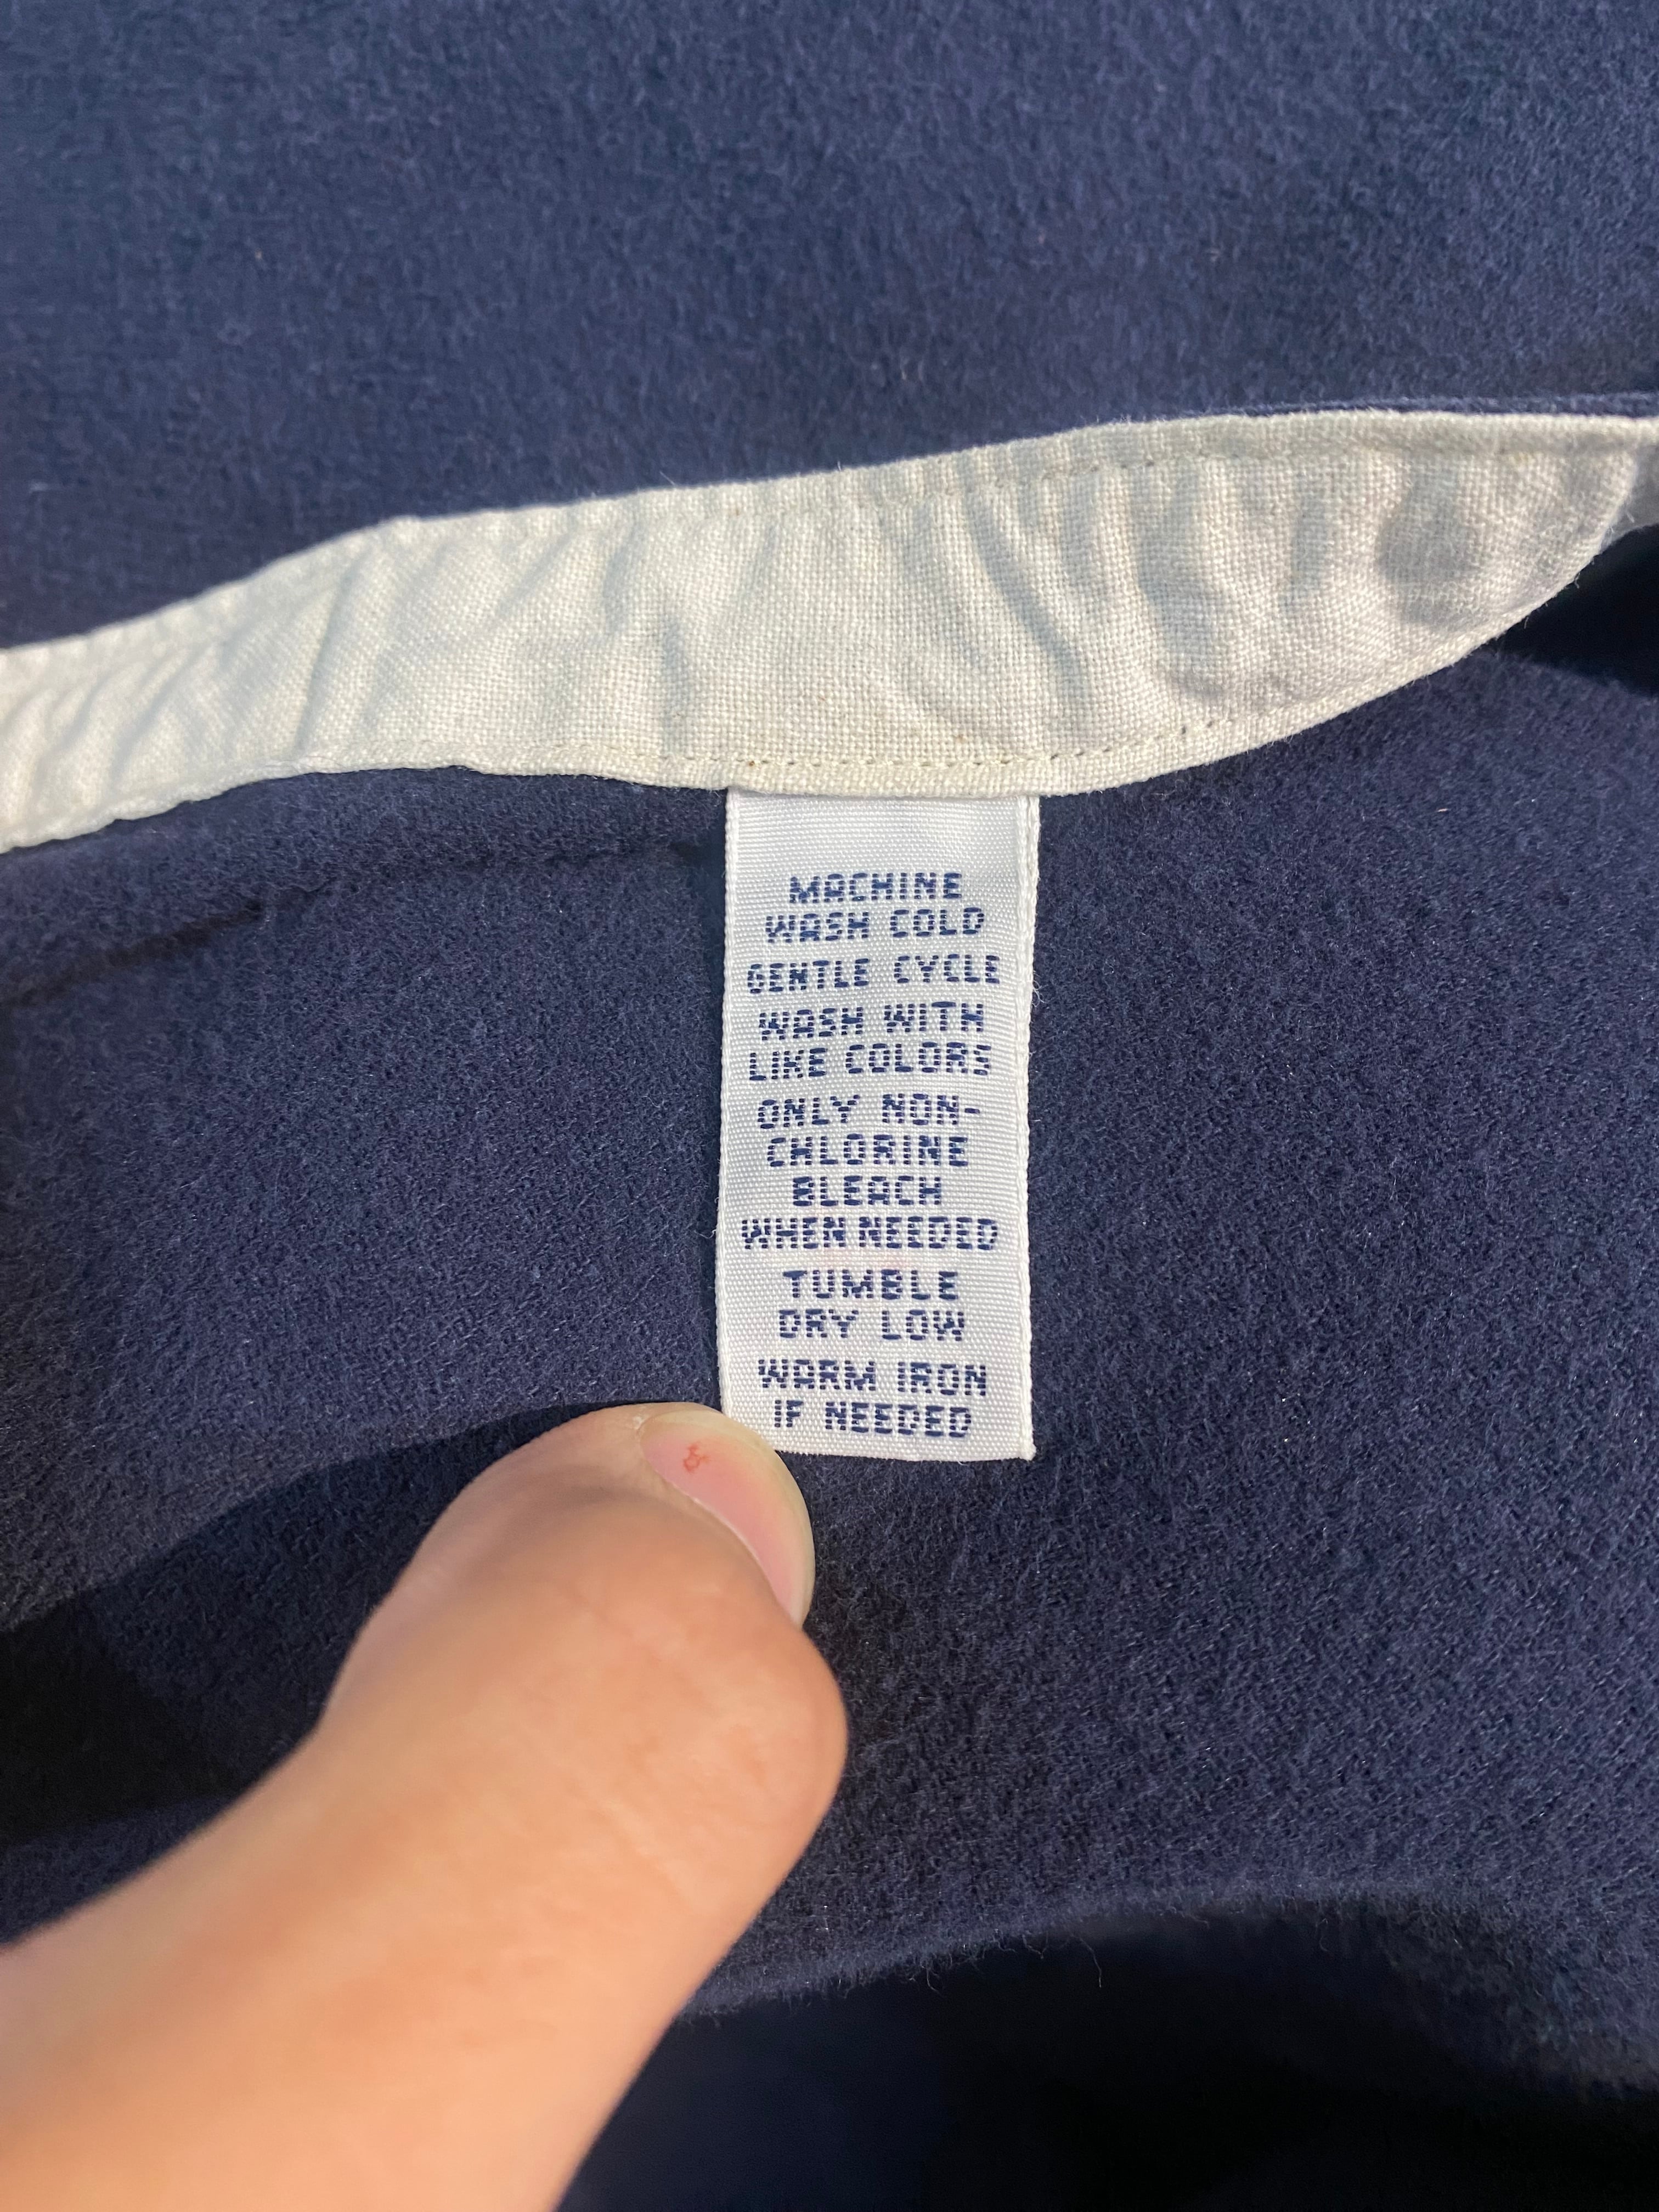 MACHINE
WASH COLD
GENTLE CYCLE
WASH WITH
LIKE COLORS
ONLY NON-
CHLORINE
BLEACH
WHEN NEEDED
TUMBLE
DRY LOW
WARM IRON
IF NEEDED